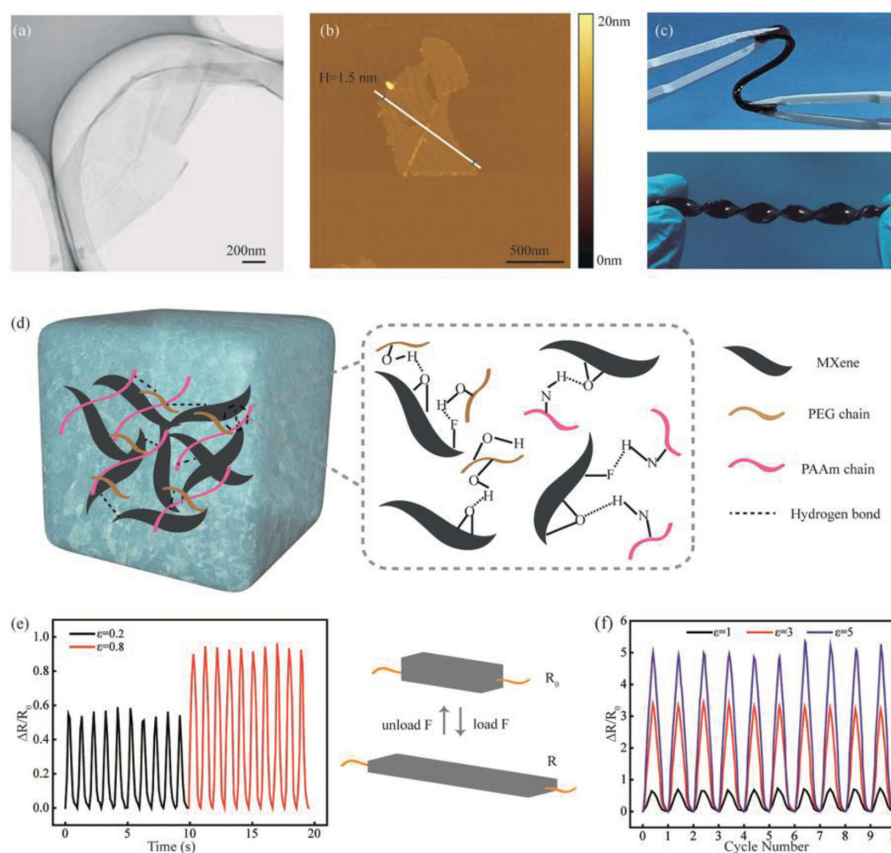 (a)
200nm
(b)
H=1.5 nm
500nm
20nm
0nm
(c)
(d)
O H
O
H O
F
O H
O
H
O
H O
N
H N
F
H N
O
MXene
PEG chain
PAAm chain
Hydrogen bond
(e)
ε=0.2
ε=0.8
ΔR/R₀
1.0
0.8
0.6
0.4
0.2
0.0
0 5 10 15 20
Time (s)
R₀
unload F load F
R
(f)
ε=1 ε=3 ε=5
ΔR/R₀
6
5
4
3
2
1
0
0 1 2 3 4 5 6 7 8 9
Cycle Number